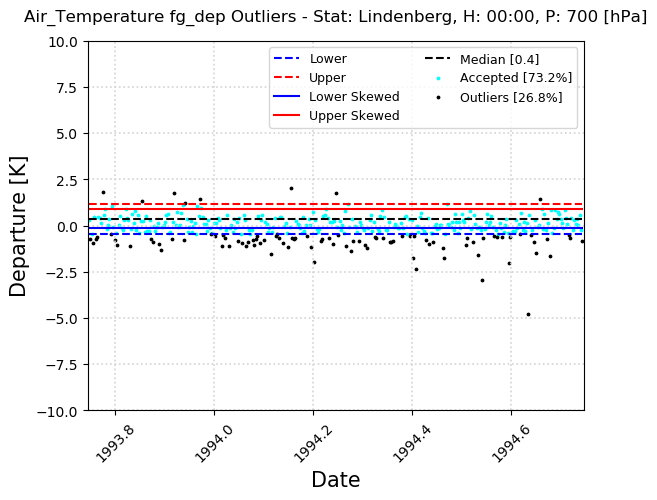 Air_Temperature fg_dep Outliers - Stat: Lindenberg, H: 00:00, P: 700 [hPa]
Departure [K]
10.0
7.5
5.0
2.5
0.0
−2.5
−5.0
−7.5
−10.0
Lower
Upper
Lower Skewed
Upper Skewed
Median [0.4]
Accepted [73.2%]
Outliers [26.8%]
1993.8
1994.0
1994.2
1994.4
1994.6
Date